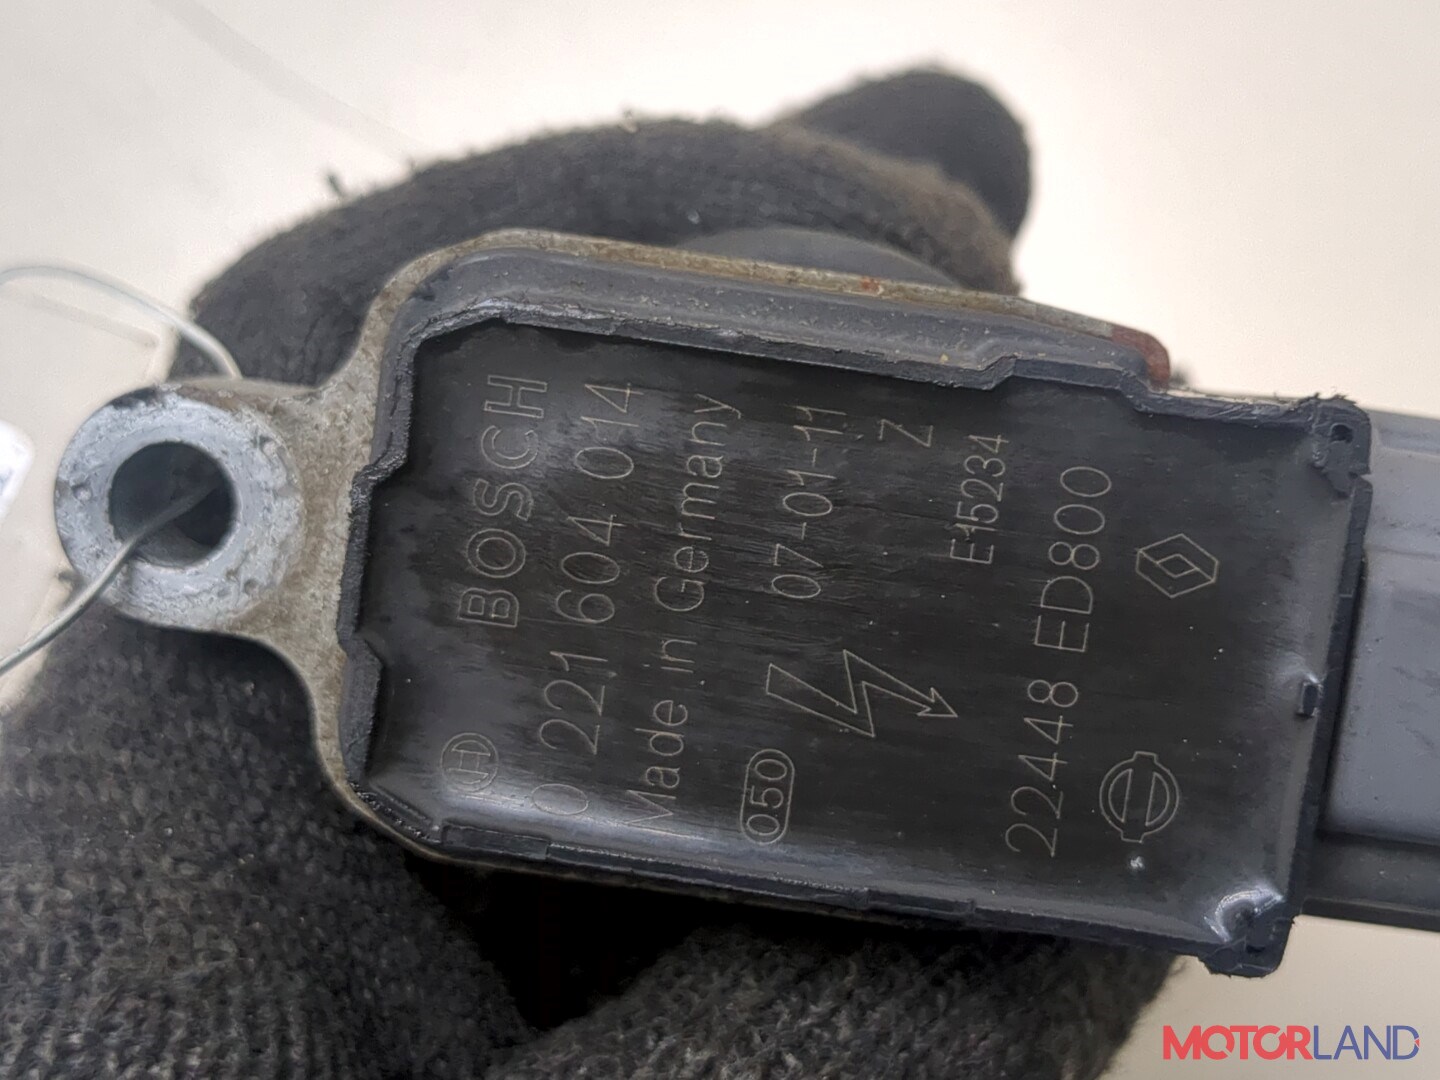 BOSCH
0 221 604 014
Made in Germany
07-01-11
050
Z
E15234
22448 ED800
MOTORLAND